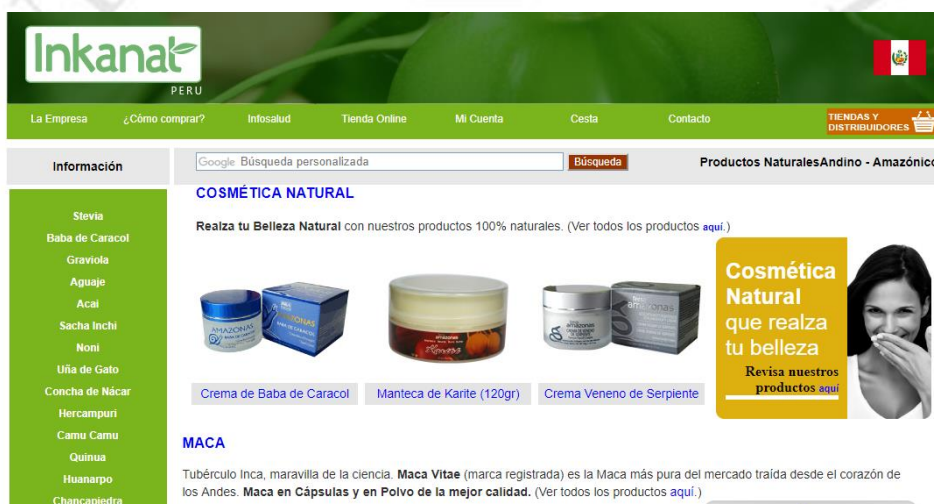 Inkanat
PERU
La Empresa ¿Cómo comprar? Infosalud Tienda Online Mi Cuenta Cesta Contacto TIENDAS Y DISTRIBUIDORES
Información
Google Búsqueda personalizada Búsqueda
Productos NaturalesAndino - Amazónico
Stevia
Baba de Caracol
Graviola
Aguaje
Acai
Sacha Inchi
Noni
Uña de Gato
Concha de Nácar
Hercampuri
Camu Camu
Quinua
Huanarpo
Chancapiedra
COSMÉTICA NATURAL
Realza tu Belleza Natural con nuestros productos 100% naturales. (Ver todos los productos aquí.)
AMAZONAS
BABA DE CARACOL
amazonas
Crema de Baba de Caracol
Manteca de Karite (120gr)
Crema Veneno de Serpiente
Cosmética
Natural
que realza
tu belleza
Revisa nuestros
productos aquí
MACA
Tubérculo Inca, maravilla de la ciencia. Maca Vitae (marca registrada) es la Maca más pura del mercado traída desde el corazón de
los Andes. Maca en Cápsulas y en Polvo de la mejor calidad. (Ver todos los productos aquí.)